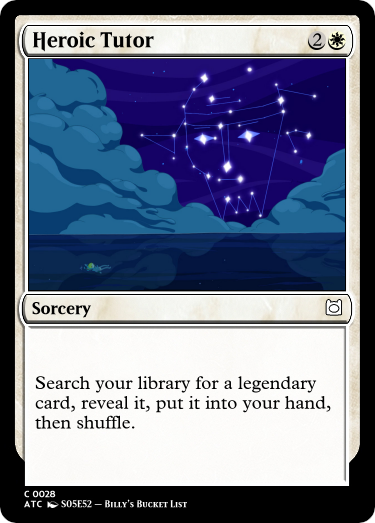 Heroic Tutor 2
Sorcery
Search your library for a legendary
card, reveal it, put it into your hand,
then shuffle.
C 0028
ATC S05E52 – Billy's Bucket List